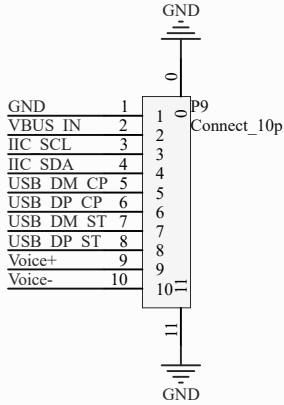 GND
0
P9
0
Connect_10p
GND 1 1
VBUS_IN 2 2
IIC_SCL 3 3
IIC_SDA 4 4
USB_DM_CP 5 5
USB_DP_CP 6 6
USB_DM_ST 7 7
USB_DP_ST 8 8
Voice+ 9 9
Voice- 10 10
11
11
GND